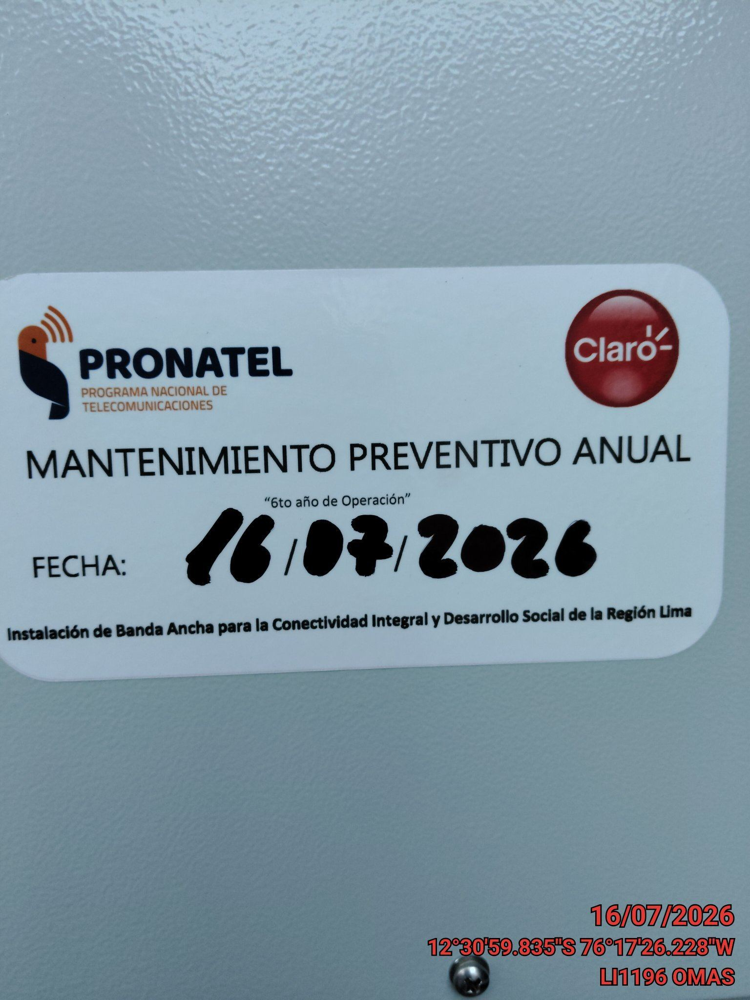 PRONATEL
PROGRAMA NACIONAL DE
TELECOMUNICACIONES
Claro
MANTENIMIENTO PREVENTIVO ANUAL
“6to año de Operación”
FECHA: 16/07/2026
Instalación de Banda Ancha para la Conectividad Integral y Desarrollo Social de la Región Lima
16/07/2026
12°30'59.835"S 76°17'26.228"W
LI1196 OMAS